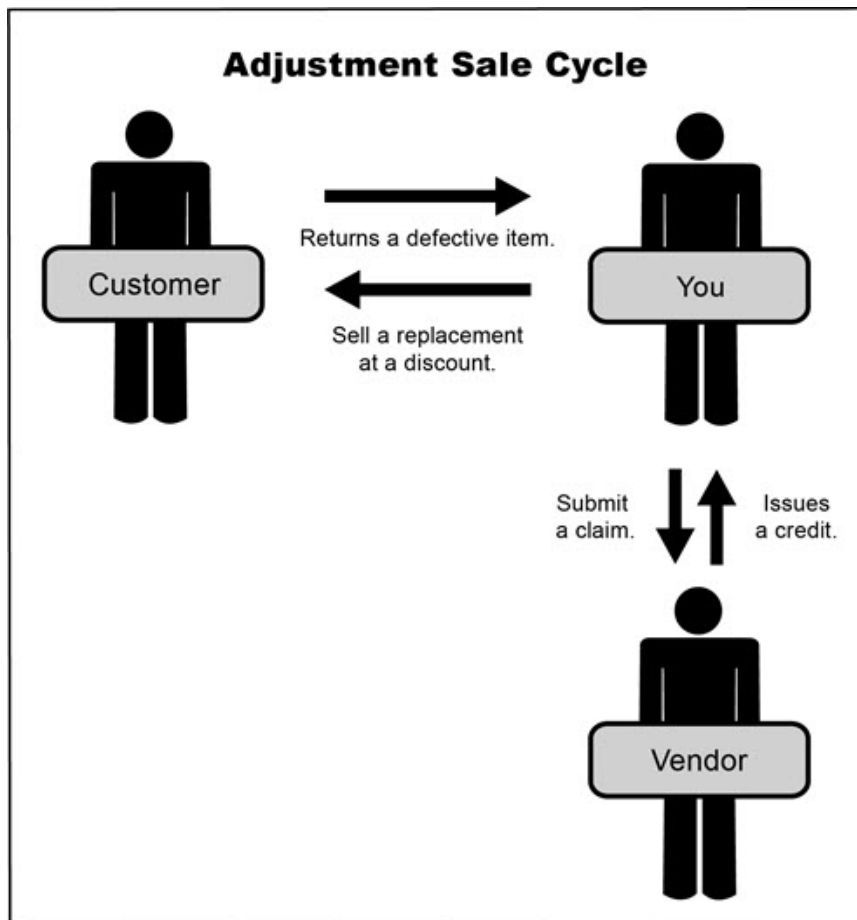 Adjustment Sale Cycle
Returns a defective item.
Customer
You
Sell a replacement
at a discount.
Submit
a claim.
Issues
a credit.
Vendor